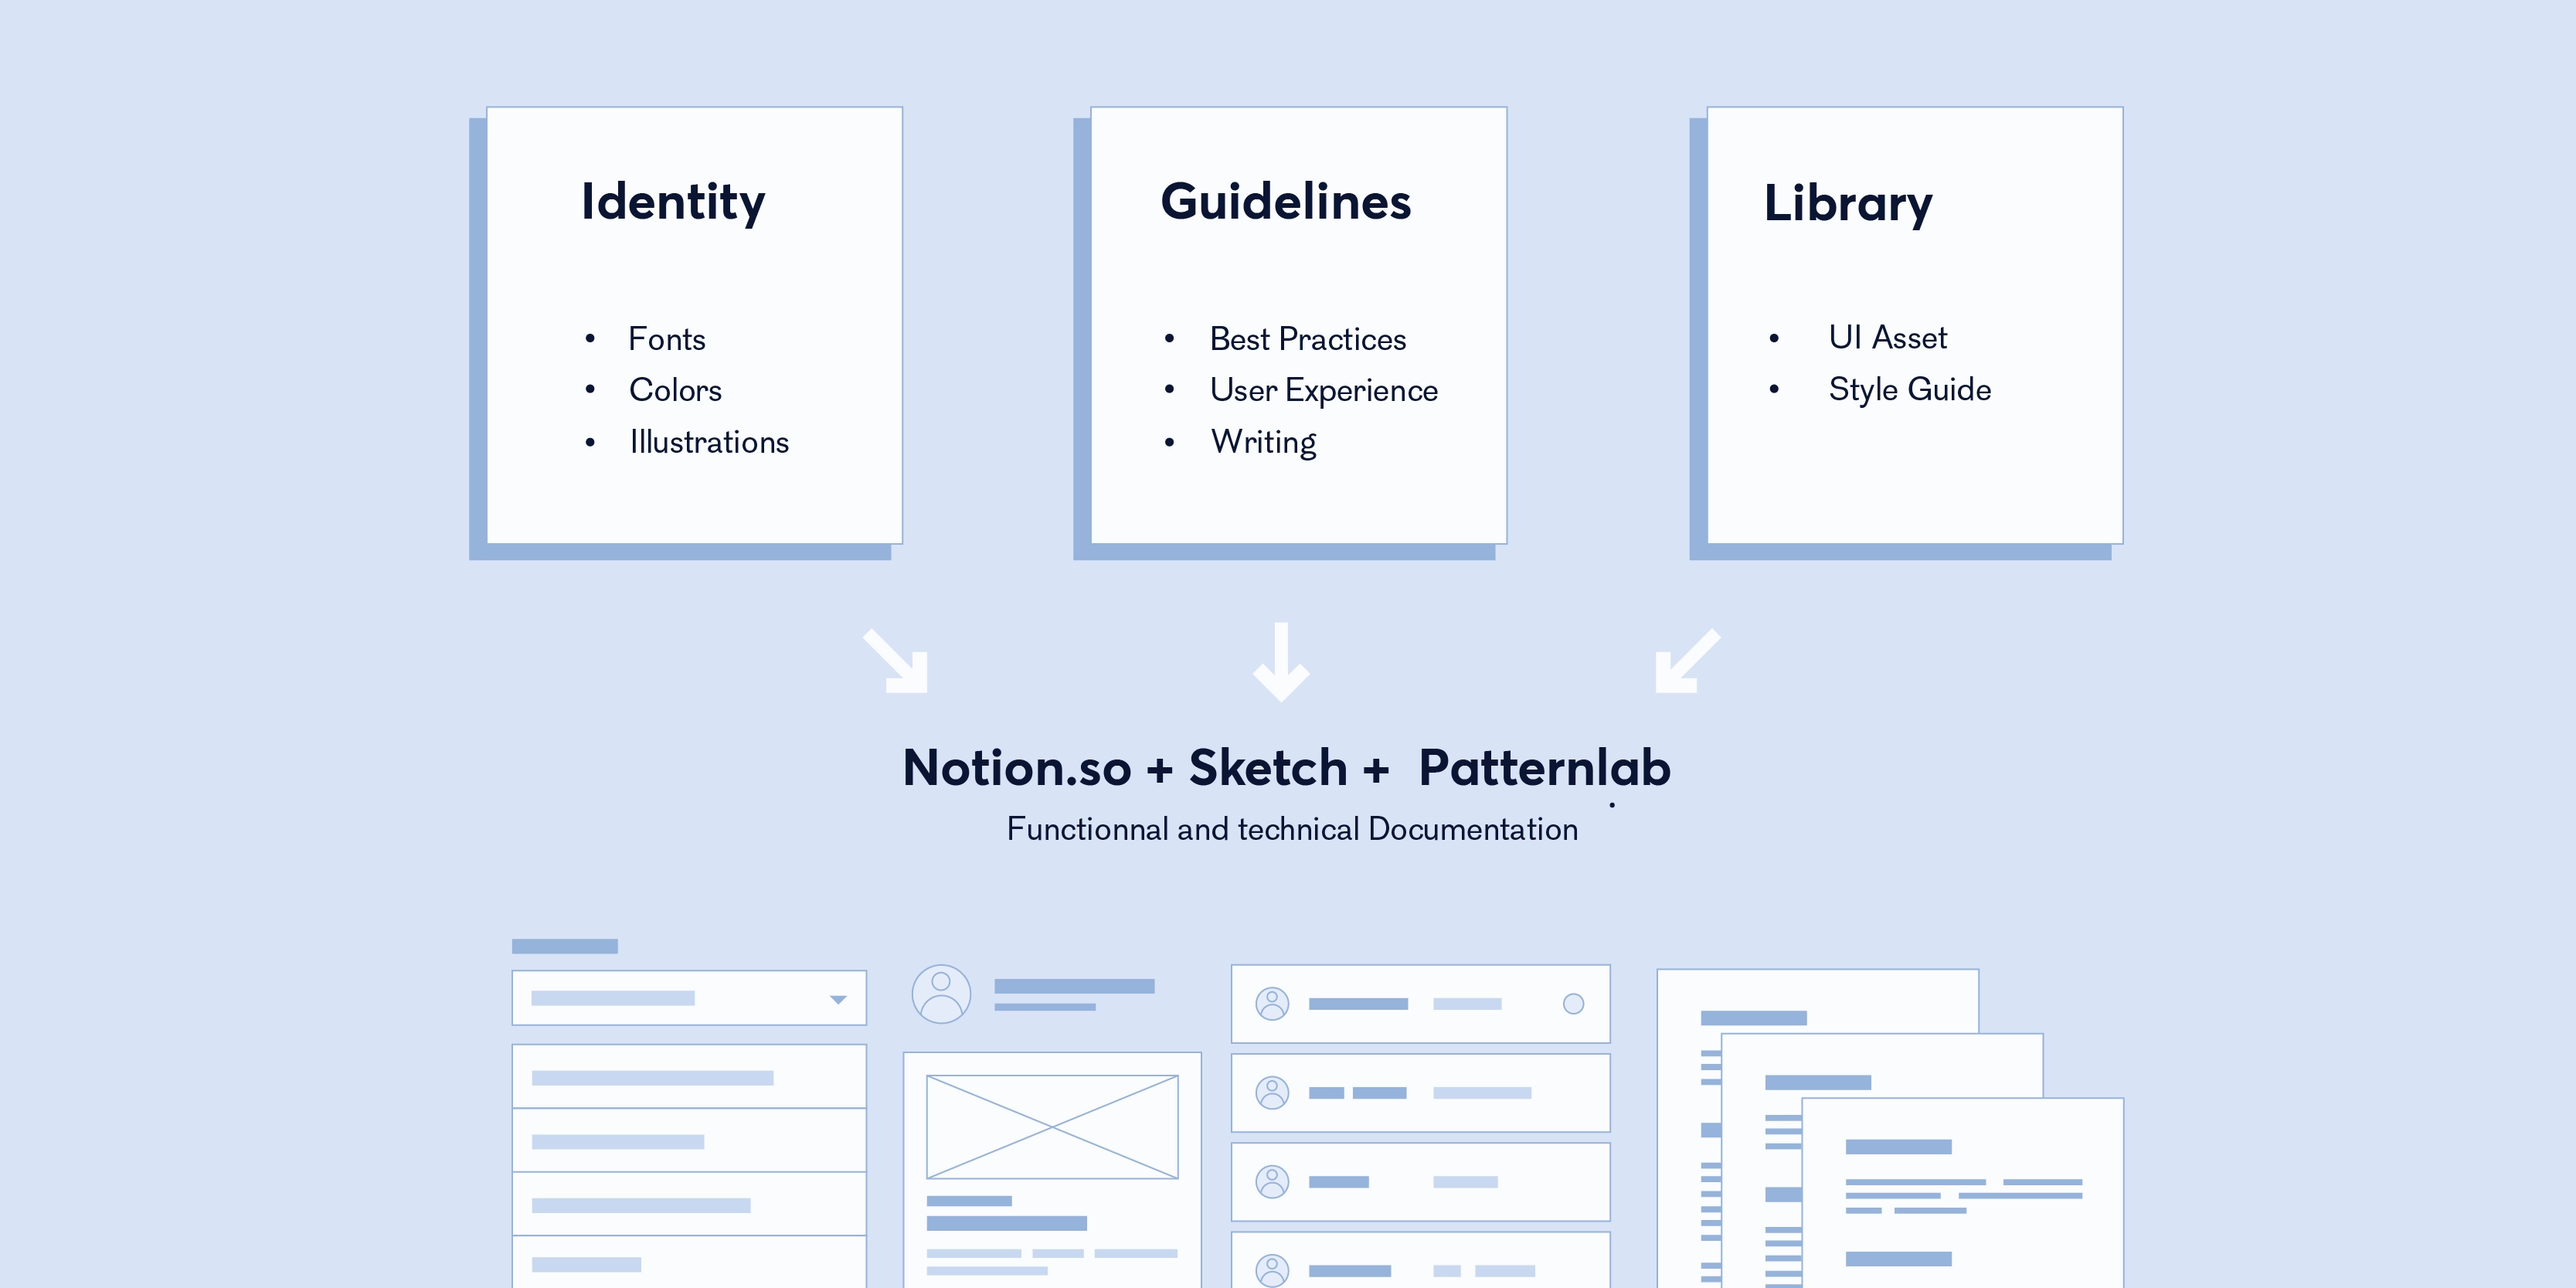 Identity
• Fonts
• Colors
• Illustrations
Guidelines
• Best Practices
• User Experience
• Writing
Library
• UI Asset
• Style Guide
Notion.so + Sketch + Patternlab
Functionnal and technical Documentation